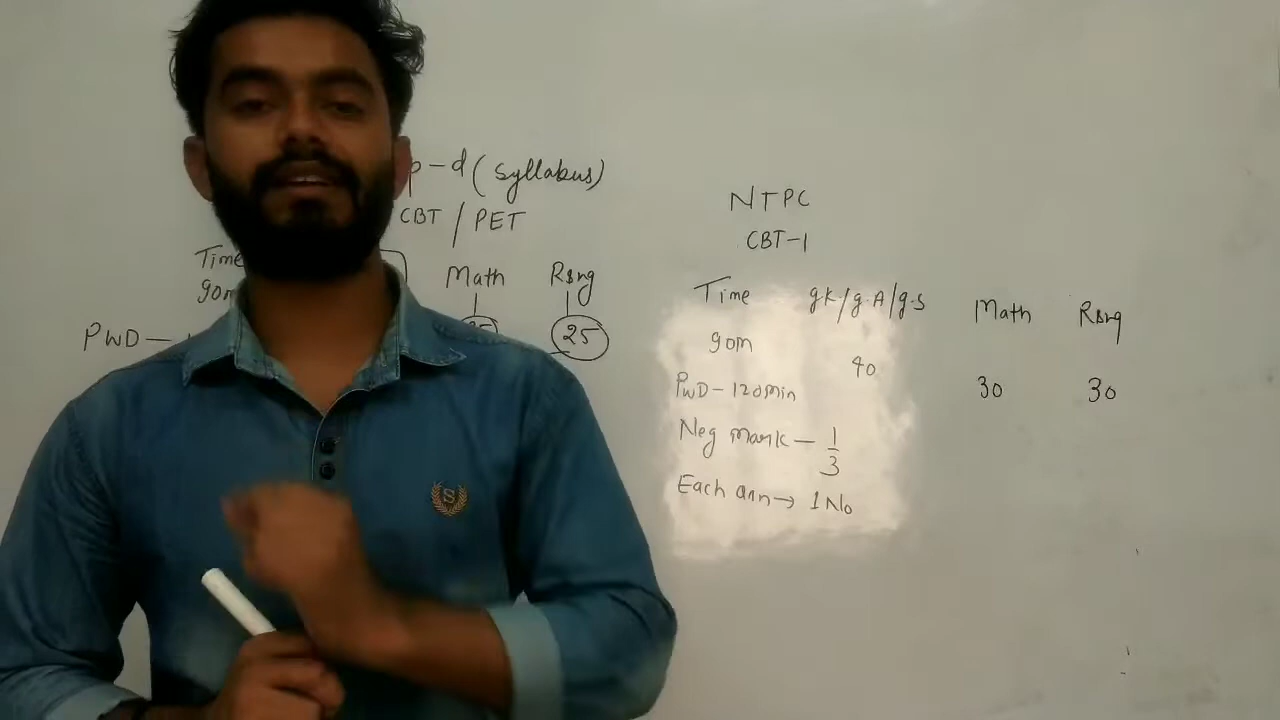 p-d (Syllabus)
CBT / PET
Time
Math
Rsng
90m
PWD -
25
NTPC
CBT-1
Time gk/g.A/g.s Math Rsng
90m
40
PwD - 120min 30 30
Neg mark - 1/3
Each ann → 1 No
S